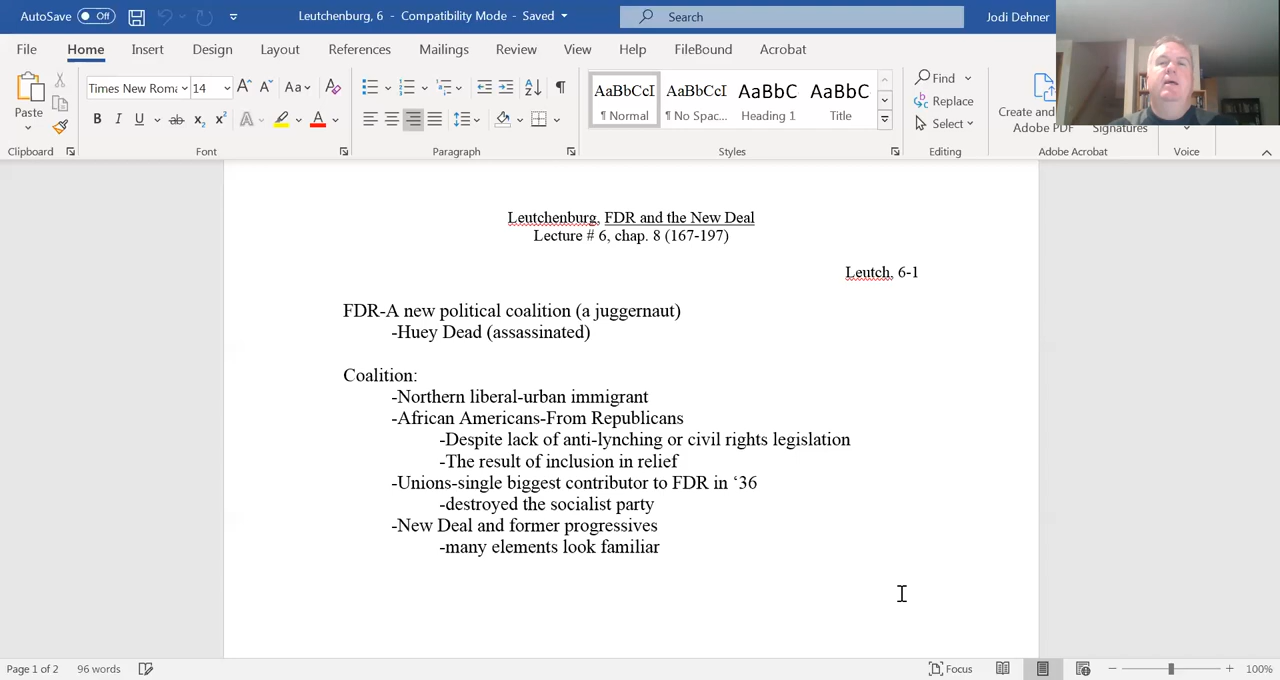 AutoSave Off Leutchenburg, 6 - Compatibility Mode - Saved Search Jodi Dehner
File Home Insert Design Layout References Mailings Review View Help FileBound Acrobat
Paste Times New Roma 14 Aa AaBbCcI AaBbCcI AaBbC AaBbC Find Replace Select Create and
B I U ab x₂ x² A A ¶ Normal ¶ No Spac... Heading 1 Title Adobe PDF Signatures
Clipboard Font Paragraph Styles Editing Adobe Acrobat Voice
Leutchenburg, FDR and the New Deal
Lecture # 6, chap. 8 (167-197)
Leutch, 6-1
FDR-A new political coalition (a juggernaut)
-Huey Dead (assassinated)
Coalition:
-Northern liberal-urban immigrant
-African Americans-From Republicans
-Despite lack of anti-lynching or civil rights legislation
-The result of inclusion in relief
-Unions-single biggest contributor to FDR in ‘36
-destroyed the socialist party
-New Deal and former progressives
-many elements look familiar
Page 1 of 2 96 words Focus 100%